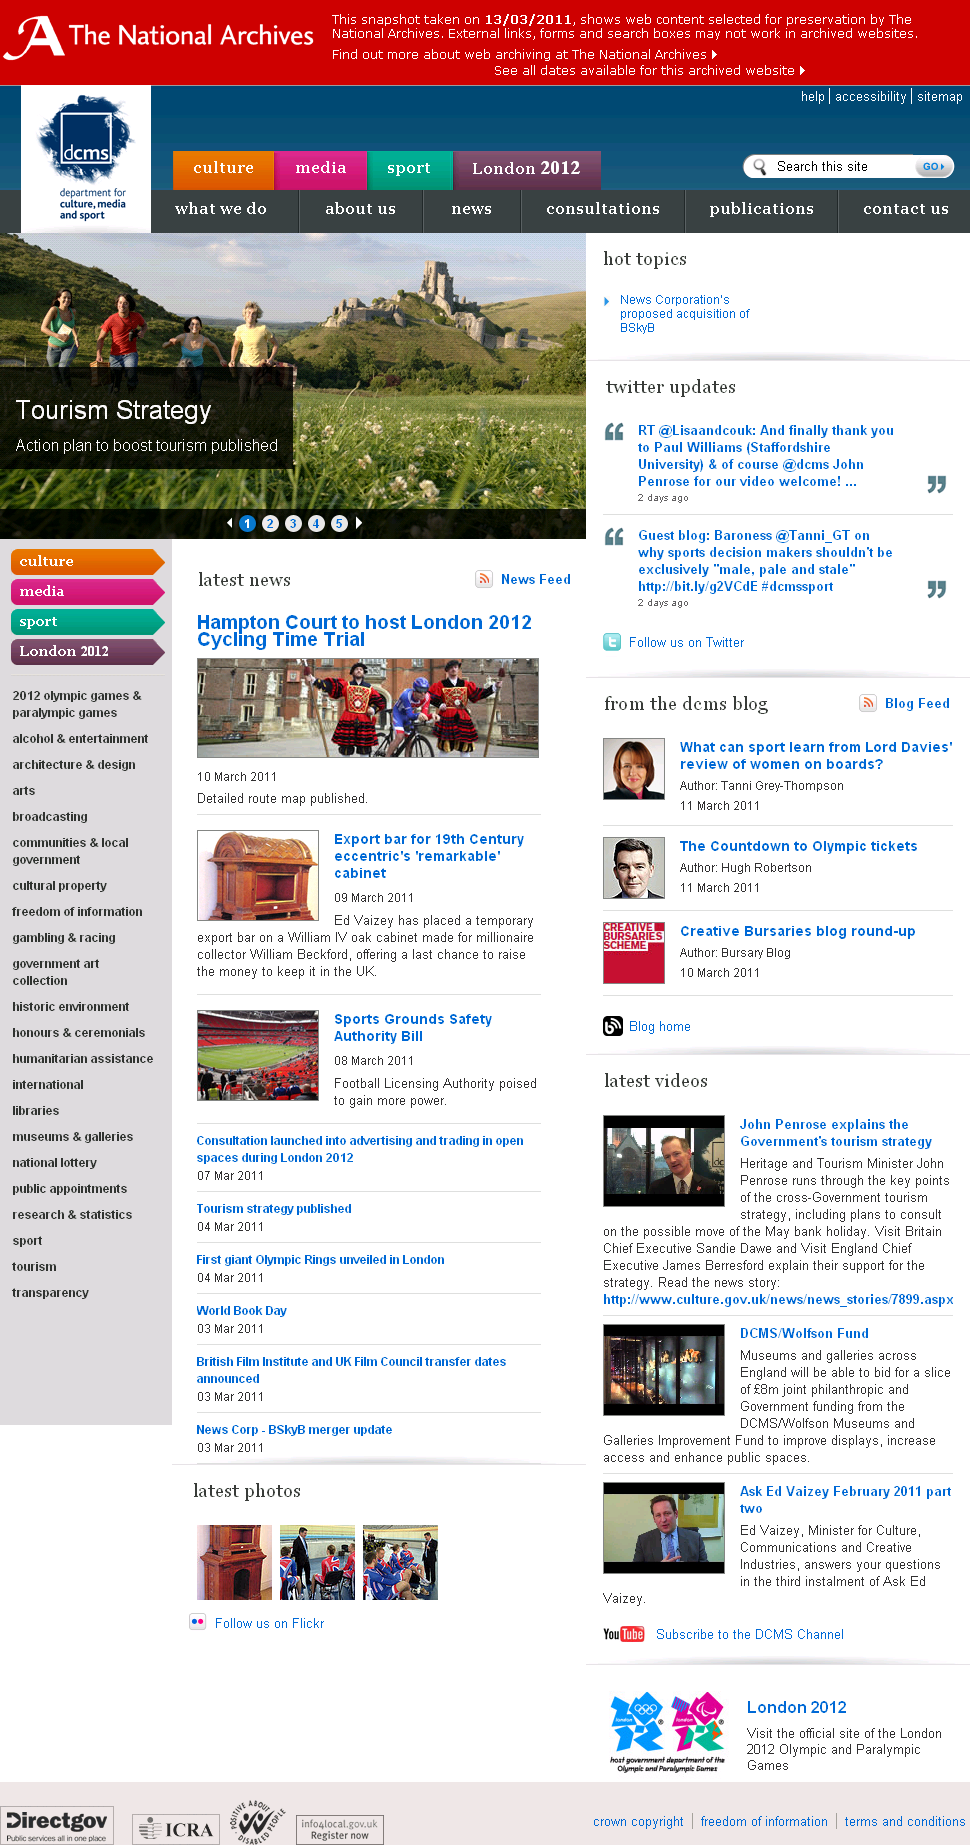 The National Archives
This snapshot taken on 13/03/2011, shows web content selected for preservation by The
National Archives. External links, forms and search boxes may not work in archived websites.
Find out more about web archiving at The National Archives
See all dates available for this archived website
help | accessibility | sitemap
dcms
department for
culture, media
and sport
culture media sport London 2012
Search this site GO
what we do about us news consultations publications contact us
Tourism Strategy
Action plan to boost tourism published
1 2 3 4 5
culture
media
sport
London 2012
2012 olympic games &
paralympic games
alcohol & entertainment
architecture & design
arts
broadcasting
communities & local
government
cultural property
freedom of information
gambling & racing
government art
collection
historic environment
honours & ceremonials
humanitarian assistance
international
libraries
museums & galleries
national lottery
public appointments
research & statistics
sport
tourism
transparency
latest news News Feed
Hampton Court to host London 2012
Cycling Time Trial
10 March 2011
Detailed route map published.
Export bar for 19th Century
eccentric's 'remarkable'
cabinet
09 March 2011
Ed Vaizey has placed a temporary
export bar on a William IV oak cabinet made for millionaire
collector William Beckford, offering a last chance to raise
the money to keep it in the UK.
Sports Grounds Safety
Authority Bill
08 March 2011
Football Licensing Authority poised
to gain more power.
Consultation launched into advertising and trading in open
spaces during London 2012
07 Mar 2011
Tourism strategy published
04 Mar 2011
First giant Olympic Rings unveiled in London
04 Mar 2011
World Book Day
03 Mar 2011
British Film Institute and UK Film Council transfer dates
announced
03 Mar 2011
News Corp - BSkyB merger update
03 Mar 2011
latest photos
Follow us on Flickr
hot topics
News Corporation's
proposed acquisition of
BSkyB
twitter updates
“ RT @Lisaandcouk: And finally thank you
to Paul Williams (Staffordshire
University) & of course @dcms John
Penrose for our video welcome! ... ”
2 days ago
“ Guest blog: Baroness @Tanni_GT on
why sports decision makers shouldn't be
exclusively "male, pale and stale"
http://bit.ly/g2VCdE #dcmssport ”
2 days ago
Follow us on Twitter
from the dcms blog Blog Feed
What can sport learn from Lord Davies'
review of women on boards?
Author: Tanni Grey-Thompson
11 March 2011
The Countdown to Olympic tickets
Author: Hugh Robertson
11 March 2011
CREATIVE
BURSARIES
SCHEME
Creative Bursaries blog round-up
Author: Bursary Blog
10 March 2011
Blog home
latest videos
John Penrose explains the
Government's tourism strategy
Heritage and Tourism Minister John
Penrose runs through the key points
of the cross-Government tourism
strategy, including plans to consult
on the possible move of the May bank holiday. Visit Britain
Chief Executive Sandie Dawe and Visit England Chief
Executive James Berresford explain their support for the
strategy. Read the news story:
http://www.culture.gov.uk/news/news_stories/7899.aspx
DCMS/Wolfson Fund
Museums and galleries across
England will be able to bid for a slice
of £8m joint philanthropic and
Government funding from the
DCMS/Wolfson Museums and
Galleries Improvement Fund to improve displays, increase
access and enhance public spaces.
Ask Ed Vaizey February 2011 part
two
Ed Vaizey, Minister for Culture,
Communications and Creative
Industries, answers your questions
in the third instalment of Ask Ed
Vaizey.
YouTube Subscribe to the DCMS Channel
london
host government department of the
Olympic and Paralympic Games
London 2012
Visit the official site of the London
2012 Olympic and Paralympic
Games
Directgov
Public services all in one place
ICRA
POSITIVE ABOUT DISABLED PEOPLE
info4local.gov.uk
Register now
crown copyright | freedom of information | terms and conditions